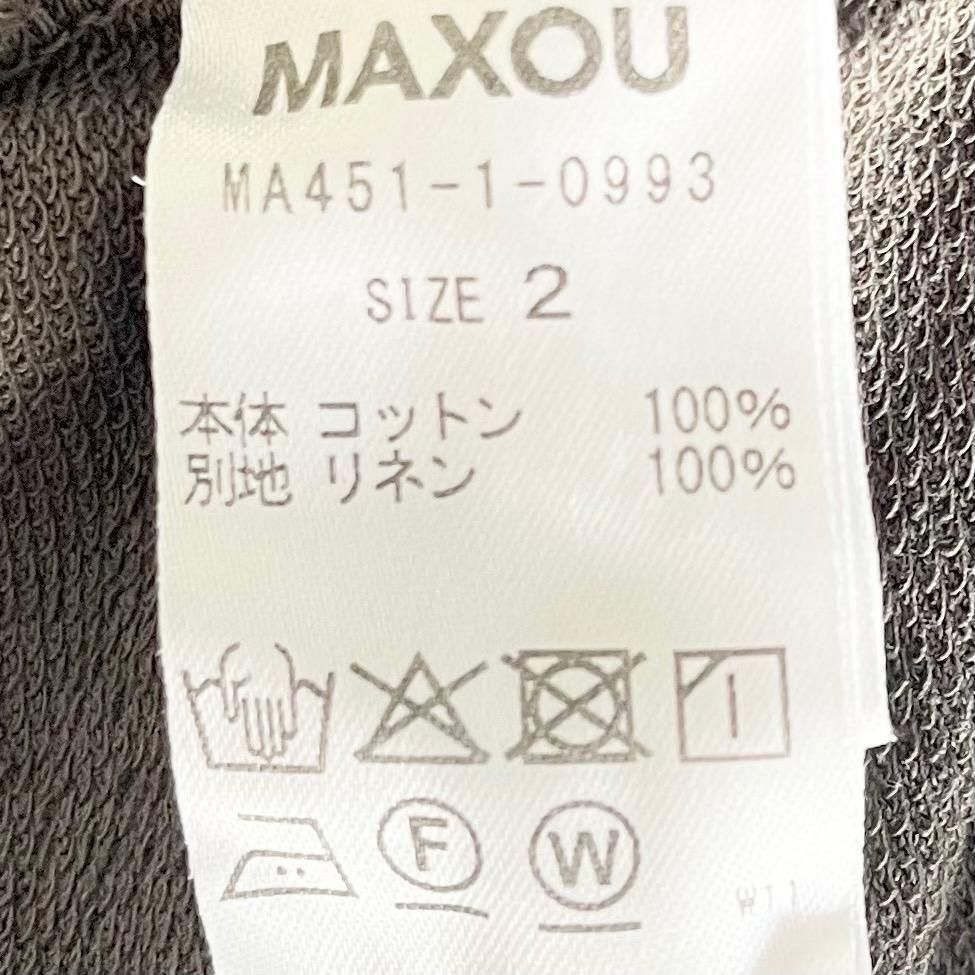 MAXOU
MA451-1-0993
SIZE 2
本体 コットン 100%
別地 リネン 100%
F W